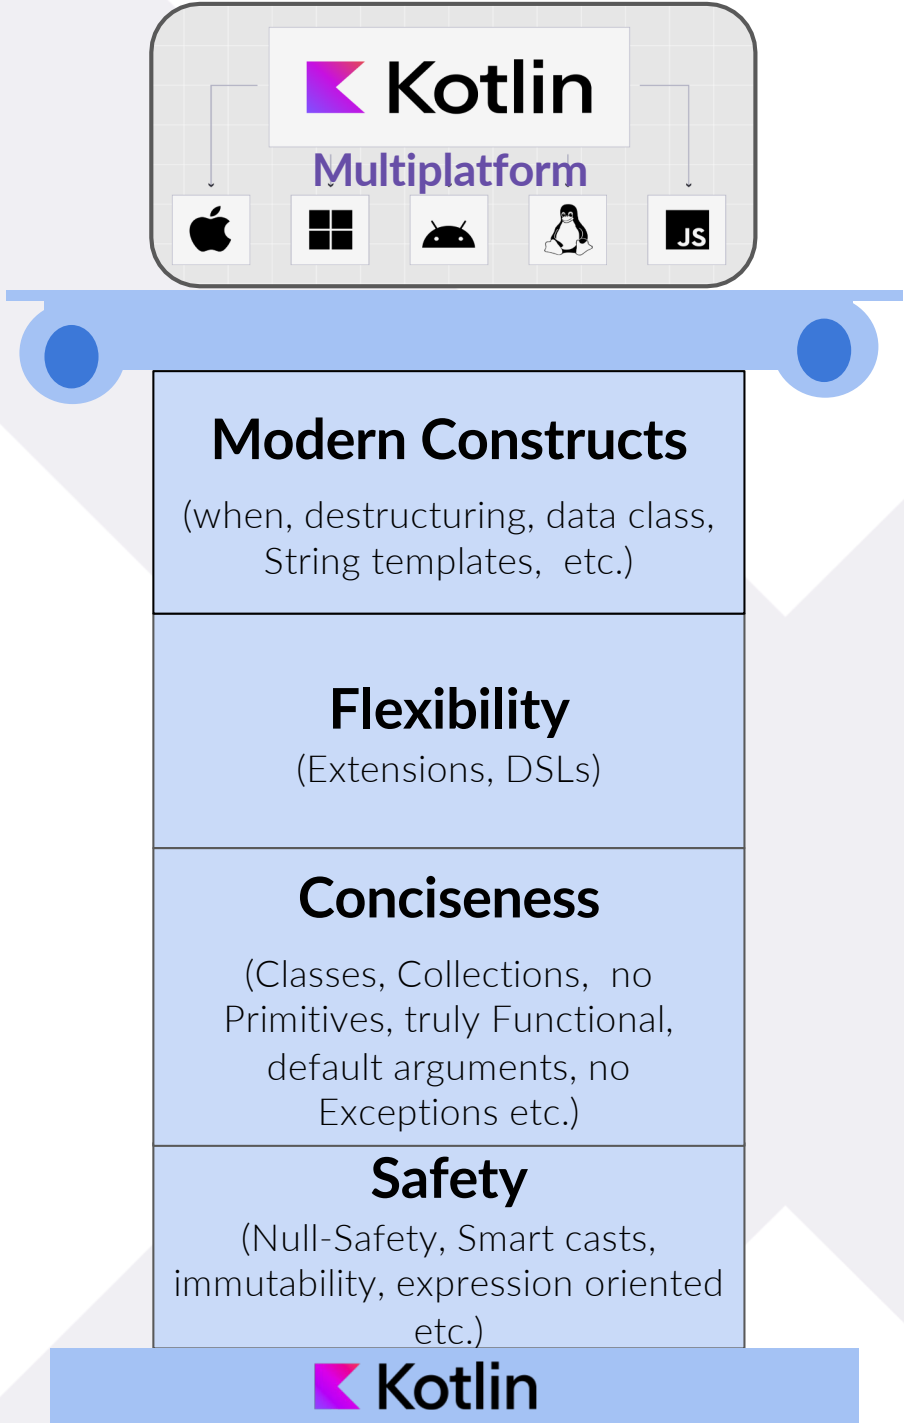 Kotlin
Multiplatform
JS
Modern Constructs
(when, destructuring, data class,
String templates,  etc.)
Flexibility
(Extensions, DSLs)
Conciseness
(Classes, Collections,  no
Primitives, truly Functional,
default arguments, no
Exceptions etc.)
Safety
(Null-Safety, Smart casts,
immutability, expression oriented
etc.)
Kotlin